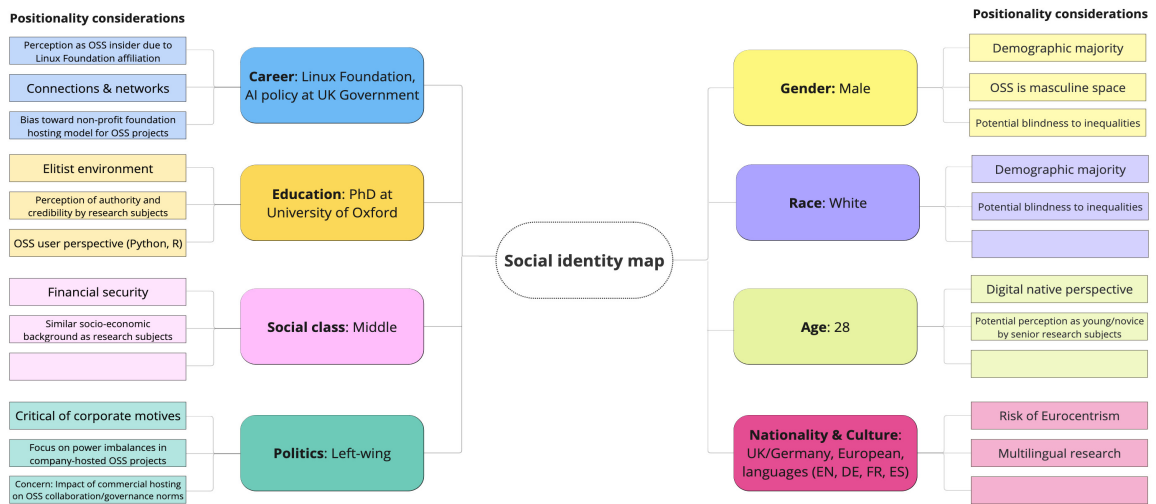 Positionality considerations
Perception as OSS insider due to
Linux Foundation affiliation
Connections & networks
Bias toward non-profit foundation
hosting model for OSS projects
Career: Linux Foundation,
AI policy at UK Government
Elitist environment
Perception of authority and
credibility by research subjects
OSS user perspective (Python, R)
Education: PhD at
University of Oxford
Financial security
Similar socio-economic
background as research subjects
Social class: Middle
Critical of corporate motives
Focus on power imbalances in
company-hosted OSS projects
Concern: Impact of commercial hosting
on OSS collaboration/governance norms
Politics: Left-wing
Social identity map
Positionality considerations
Gender: Male
Demographic majority
OSS is masculine space
Potential blindness to inequalities
Race: White
Demographic majority
Potential blindness to inequalities
Age: 28
Digital native perspective
Potential perception as young/novice
by senior research subjects
Nationality & Culture:
UK/Germany, European,
languages (EN, DE, FR, ES)
Risk of Eurocentrism
Multilingual research